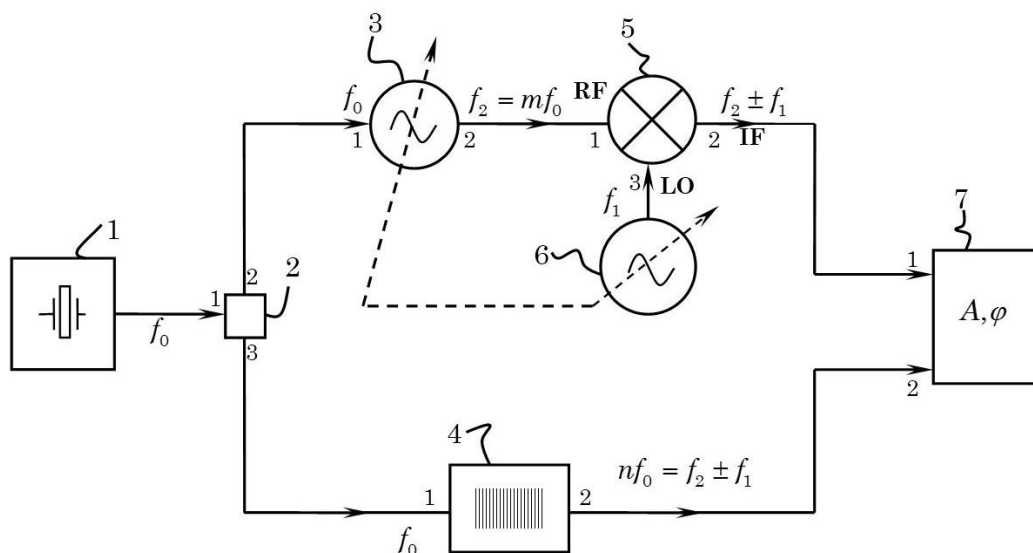 3
5
f₀
1
2
f₂ = mf₀
RF
1
2
f₂ ± f₁
IF
3
LO
f₁
6
1
f₀
1
2
3
2
7
1
A, φ
2
4
1
f₀
2
nf₀ = f₂ ± f₁